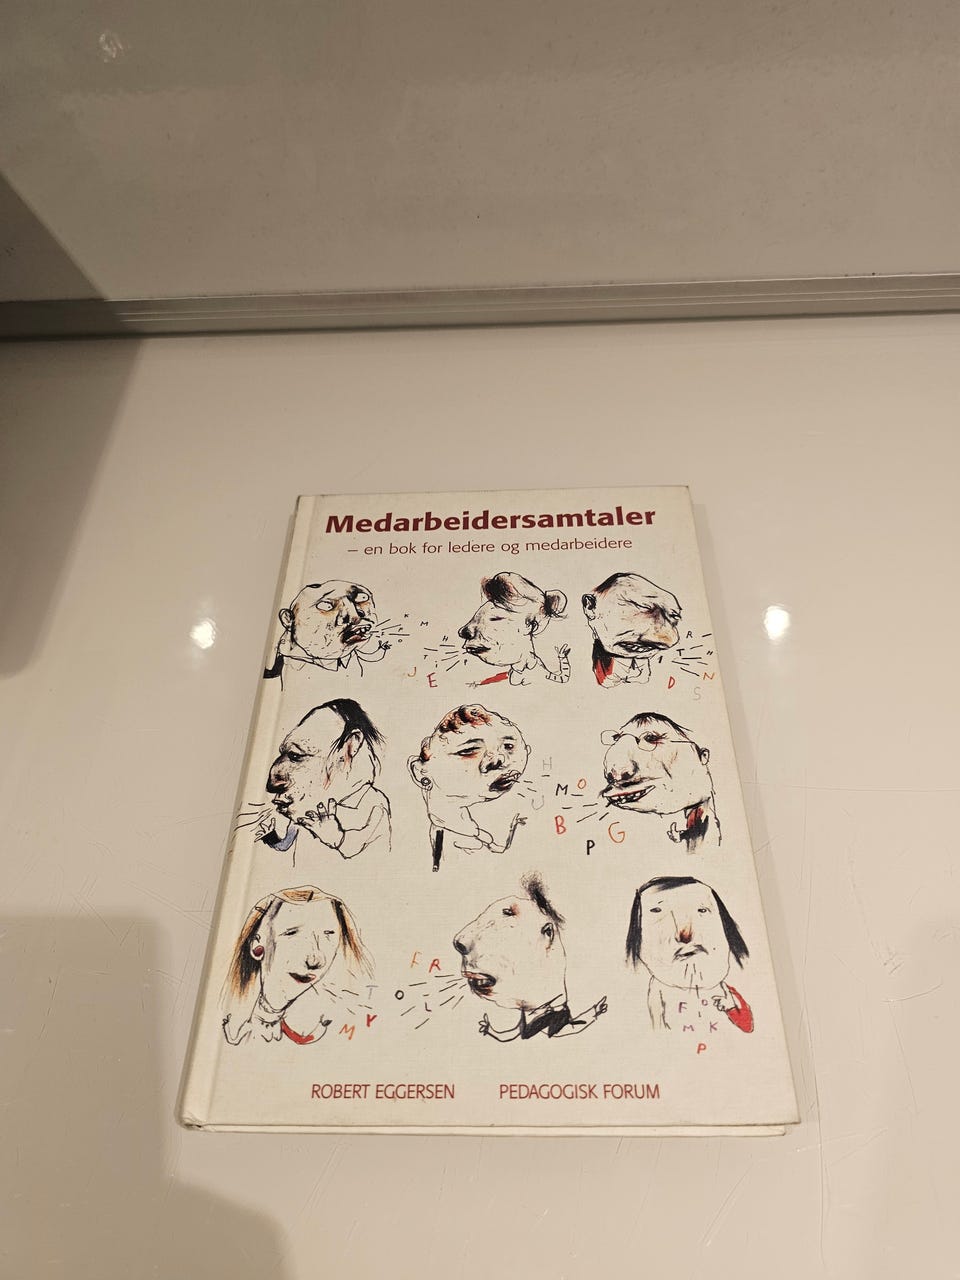 Medarbeidersamtaler
– en bok for ledere og medarbeidere
K
M
F
P
O
H
T
I
P
J
E
R
T
H
I
D
N
S
H
M
O
U
B
G
P
F
R
T
O
L
M
Y
F
O
I
M
K
P
ROBERT EGGERSEN PEDAGOGISK FORUM